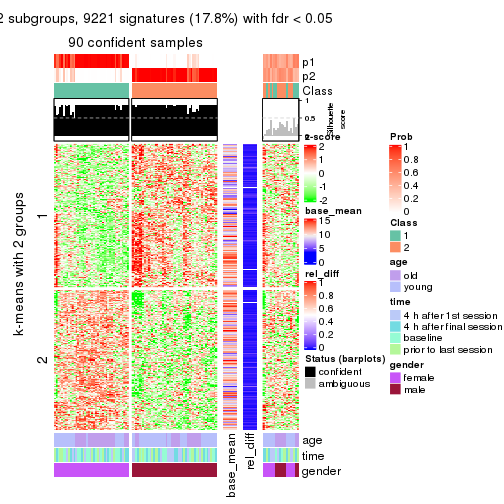 2 subgroups, 9221 signatures (17.8%) with fdr < 0.05
90 confident samples
p1
p2
Class
1
0.5
0
Silhouette
score
k-means with 2 groups
1
2
z-score
2
1
0
-1
-2
base_mean
15
10
5
0
rel_diff
1
0.8
0.6
0.4
0.2
0
Status (barplots)
confident
ambiguous
Prob
1
0.8
0.6
0.4
0.2
0
Class
1
2
age
old
young
time
4 h after 1st session
4 h after final session
baseline
prior to last session
gender
female
male
age
time
gender
base_mean
rel_diff